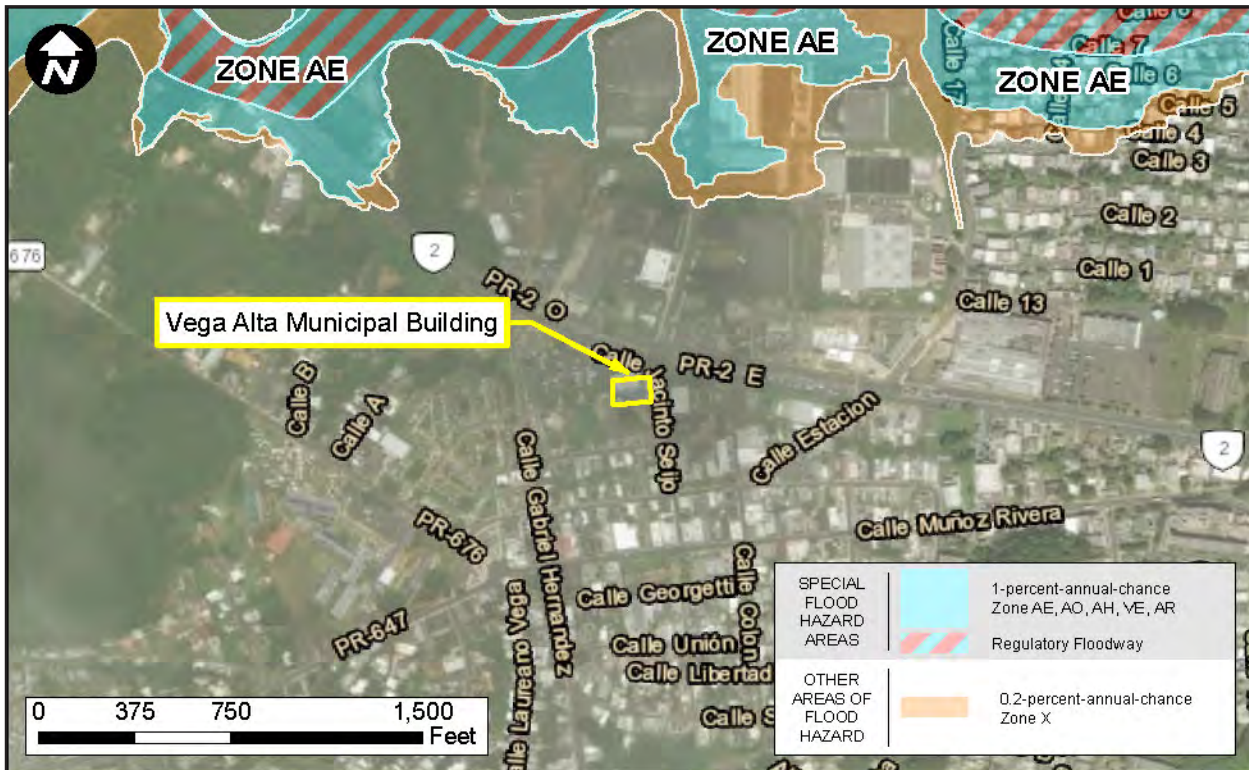 N
ZONE AE
ZONE AE
ZONE AE
Calle 7
Calle 6
Calle 5
Calle 4
Calle 3
Calle 2
Calle 1
Calle 13
676
2
PR-2 O
Vega Alta Municipal Building
Calle Jacinto Seijo
PR-2 E
Calle B
Calle A
Calle Estacion
2
Calle Gabriel Hernandez
PR-676
Calle Muñoz Rivera
Calle Georgetti
Calle Colon
PR-647
Calle Unión
Calle Libertad
alle Laureano Vega
Calle S
0 375 750 1,500
Feet
SPECIAL
FLOOD
HAZARD
AREAS
1-percent-annual-chance
Zone AE, AO, AH, VE, AR
Regulatory Floodway
OTHER
AREAS OF
FLOOD
HAZARD
0.2-percent-annual-chance
Zone X